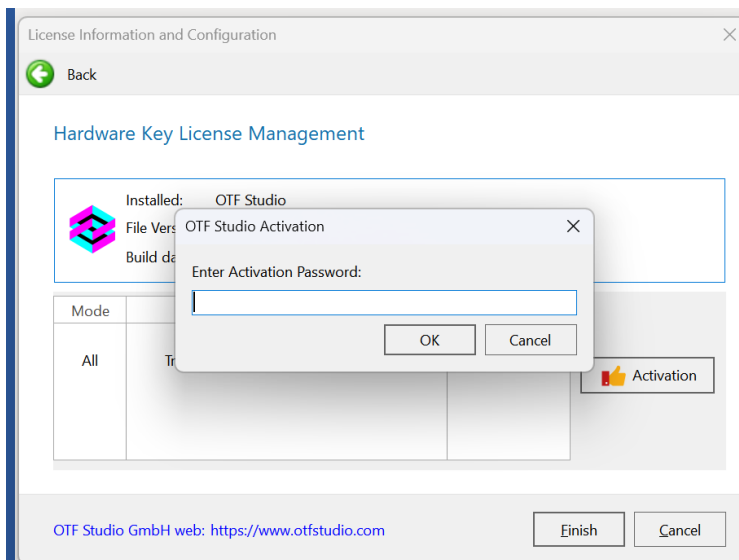 License Information and Configuration
Back
Hardware Key License Management
Installed: OTF Studio
File Vers
Build da
OTF Studio Activation
Enter Activation Password:
OK Cancel
Mode
All Tr
Activation
OTF Studio GmbH web: https://www.otfstudio.com
Finish Cancel